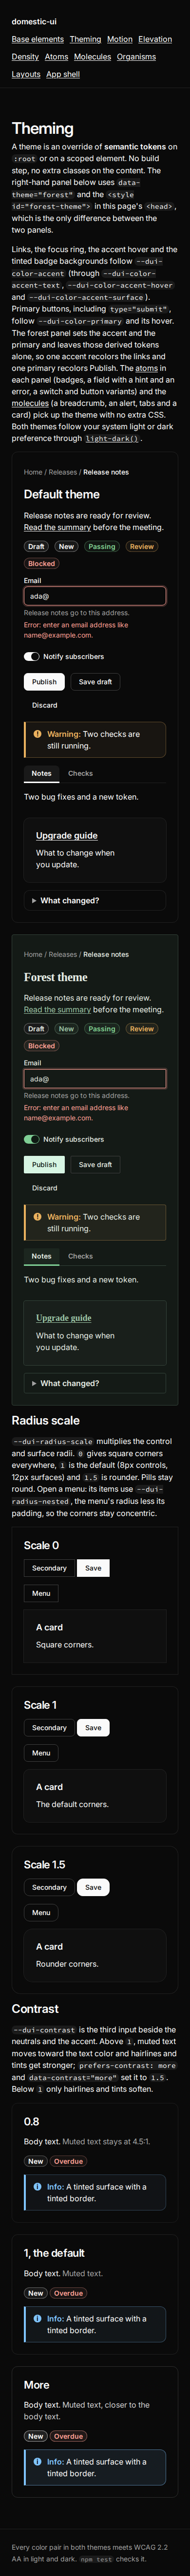 domestic-ui
Base elements Theming Motion Elevation
Density Atoms Molecules Organisms
Layouts App shell
Theming
A theme is an override of semantic tokens on
:root or on a scoped element. No build
step, no extra classes on the content. The
right-hand panel below uses data-
theme="forest" and the <style
id="forest-theme"> in this page's <head>,
which is the only difference between the
two panels.
Links, the focus ring, the accent hover and the
tinted badge backgrounds follow --dui-
color-accent (through --dui-color-
accent-text, --dui-color-accent-hover
and --dui-color-accent-surface).
Primary buttons, including type="submit",
follow --dui-color-primary and its hover.
The forest panel sets the accent and the
primary and leaves those derived tokens
alone, so one accent recolors the links and
one primary recolors Publish. The atoms in
each panel (badges, a field with a hint and an
error, a switch and button variants) and the
molecules (a breadcrumb, an alert, tabs and a
card) pick up the theme with no extra CSS.
Both themes follow your system light or dark
preference through light-dark().
Home / Releases / Release notes
Default theme
Release notes are ready for review.
Read the summary before the meeting.
Draft New Passing Review
Blocked
Email
ada@
Release notes go to this address.
Error: enter an email address like
name@example.com.
Notify subscribers
Publish Save draft
Discard
Warning: Two checks are
still running.
Notes Checks
Two bug fixes and a new token.
Upgrade guide
What to change when
you update.
What changed?
Home / Releases / Release notes
Forest theme
Release notes are ready for review.
Read the summary before the meeting.
Draft New Passing Review
Blocked
Email
ada@
Release notes go to this address.
Error: enter an email address like
name@example.com.
Notify subscribers
Publish Save draft
Discard
Warning: Two checks are
still running.
Notes Checks
Two bug fixes and a new token.
Upgrade guide
What to change when
you update.
What changed?
Radius scale
--dui-radius-scale multiplies the control
and surface radii. 0 gives square corners
everywhere, 1 is the default (8px controls,
12px surfaces) and 1.5 is rounder. Pills stay
round. Open a menu: its items use --dui-
radius-nested, the menu's radius less its
padding, so the corners stay concentric.
Scale 0
Secondary Save
Menu
A card
Square corners.
Scale 1
Secondary Save
Menu
A card
The default corners.
Scale 1.5
Secondary Save
Menu
A card
Rounder corners.
Contrast
--dui-contrast is the third input beside the
neutrals and the accent. Above 1, muted text
moves toward the text color and hairlines and
tints get stronger; prefers-contrast: more
and data-contrast="more" set it to 1.5.
Below 1 only hairlines and tints soften.
0.8
Body text. Muted text stays at 4.5:1.
New Overdue
Info: A tinted surface with a
tinted border.
1, the default
Body text. Muted text.
New Overdue
Info: A tinted surface with a
tinted border.
More
Body text. Muted text, closer to the
body text.
New Overdue
Info: A tinted surface with a
tinted border.
Every color pair in both themes meets WCAG 2.2
AA in light and dark. npm test checks it.